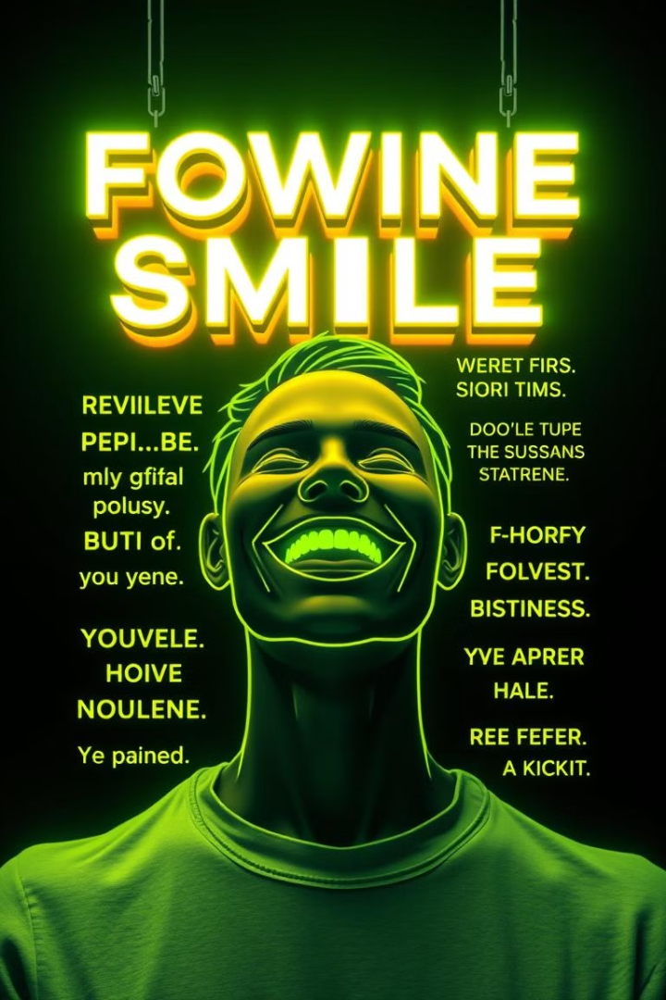 FOWINE
SMILE
REVIILEVE
PEPI...BE.
mly gfifal
polusy.
BUTI of.
you yene.
YOUVELE.
HOIVE
NOULENE.
Ye pained.
WERET FIRS.
SIORI TIMS.
DOO'LE TUPE
THE SUSSANS
STATRENE.
F-HORFY
FOLVEST.
BISTINESS.
YVE APRER
HALE.
REE FEFER.
A KICKIT.